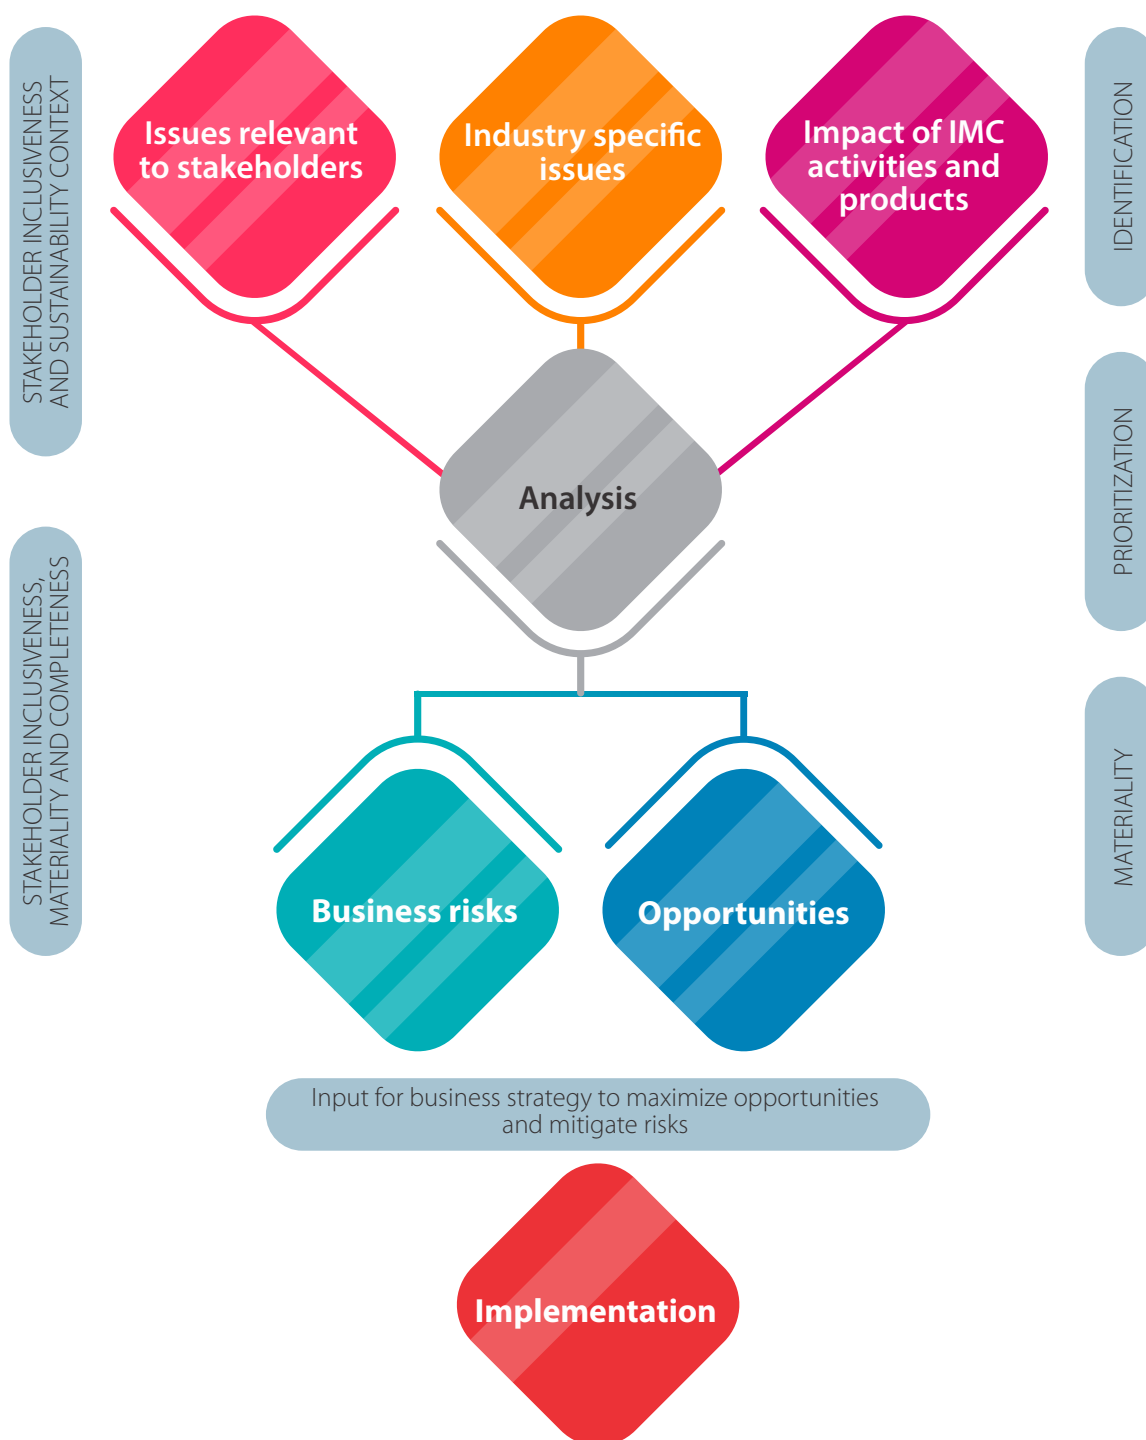 STAKEHOLDER INCLUSIVENESS
AND SUSTAINABILITY CONTEXT
Issues relevant
to stakeholders
Industry specific
issues
Impact of IMC
activities and
products
IDENTIFICATION
Analysis
PRIORITIZATION
STAKEHOLDER INCLUSIVENESS,
MATERIALITY AND COMPLETENESS
Business risks
Opportunities
MATERIALITY
Input for business strategy to maximize opportunities
and mitigate risks
Implementation